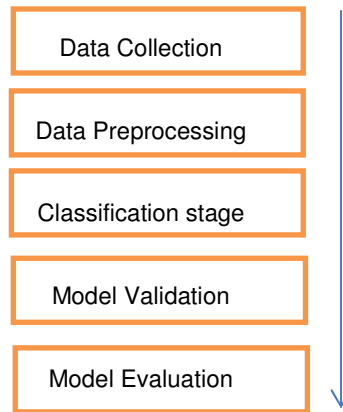 Data Collection
Data Preprocessing
Classification stage
Model Validation
Model Evaluation